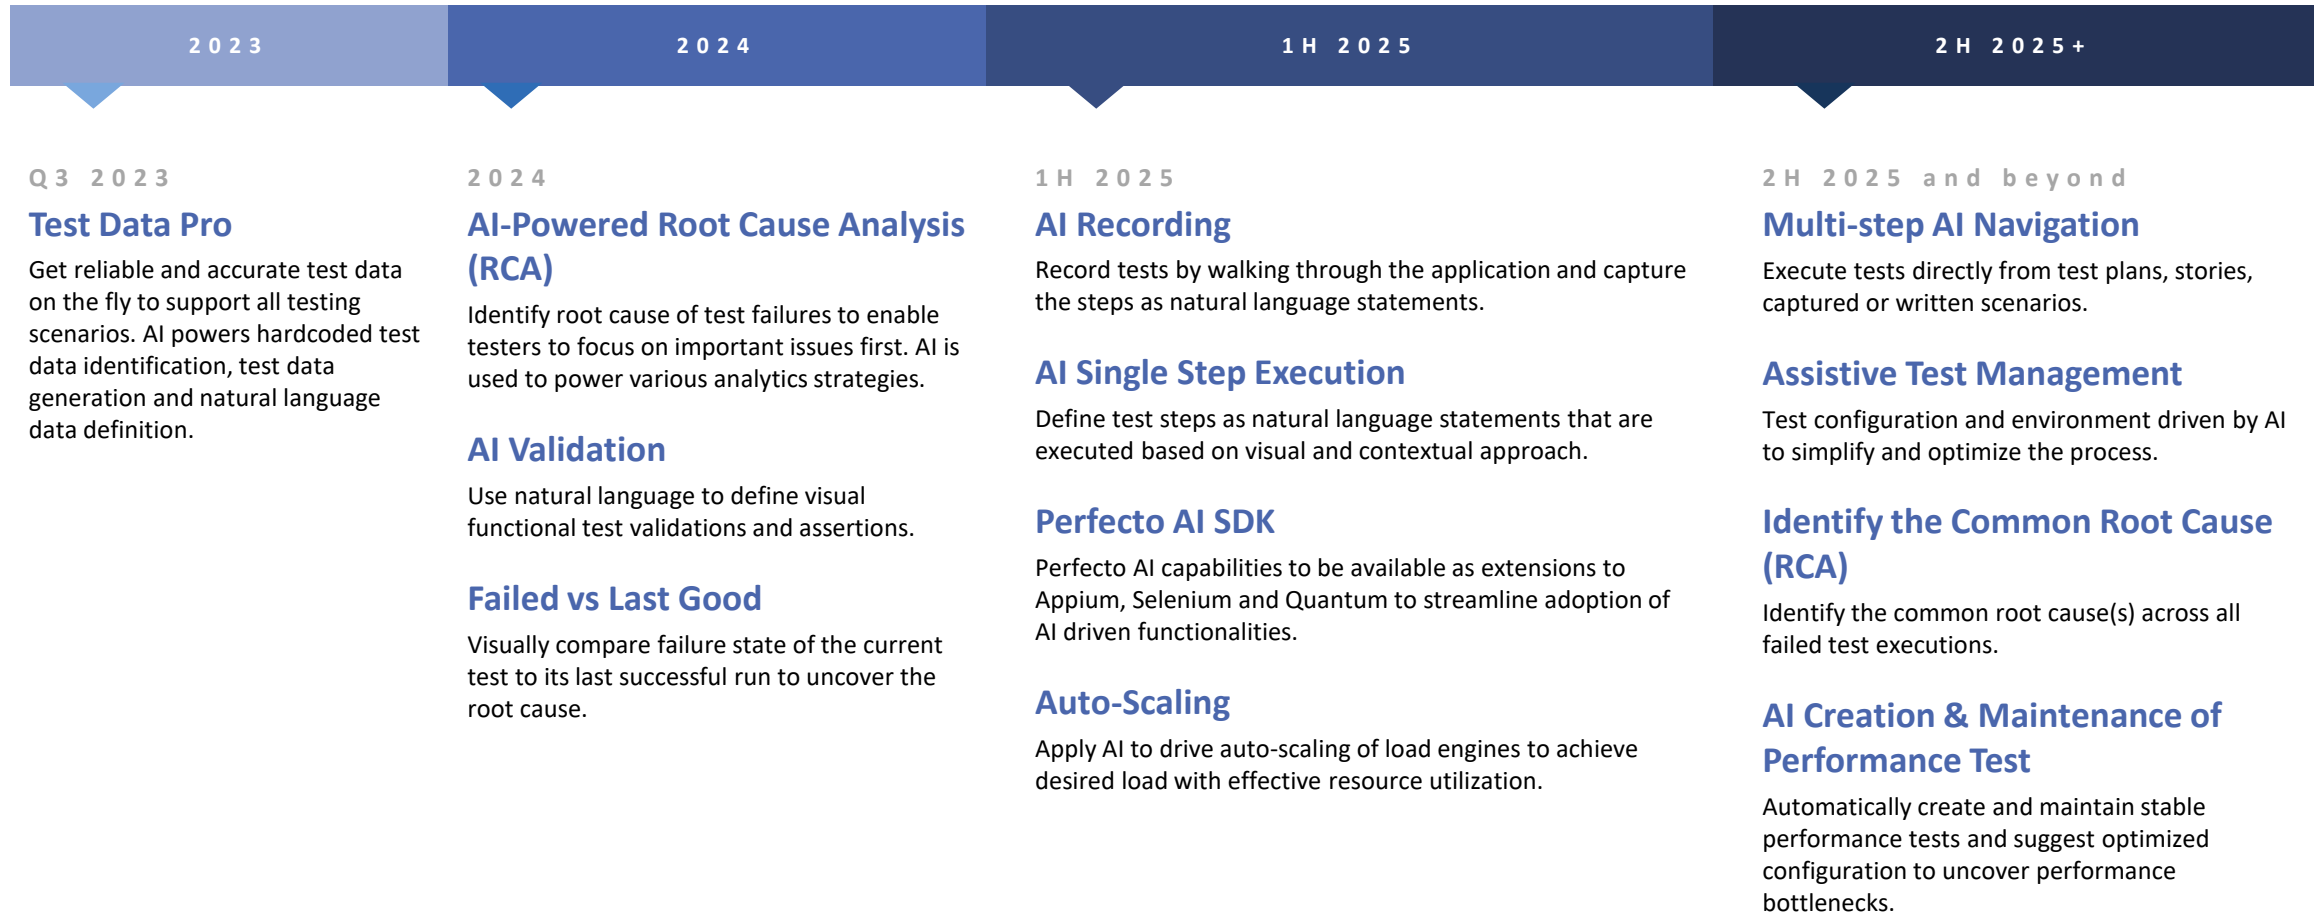 2023
2024
1H 2025
2H 2025+
Q3 2023
Test Data Pro
Get reliable and accurate test data
on the fly to support all testing
scenarios. AI powers hardcoded test
data identification, test data
generation and natural language
data definition.
2024
AI-Powered Root Cause Analysis
(RCA)
Identify root cause of test failures to enable
testers to focus on important issues first. AI is
used to power various analytics strategies.
AI Validation
Use natural language to define visual
functional test validations and assertions.
Failed vs Last Good
Visually compare failure state of the current
test to its last successful run to uncover the
root cause.
1H 2025
AI Recording
Record tests by walking through the application and capture
the steps as natural language statements.
AI Single Step Execution
Define test steps as natural language statements that are
executed based on visual and contextual approach.
Perfecto AI SDK
Perfecto AI capabilities to be available as extensions to
Appium, Selenium and Quantum to streamline adoption of
AI driven functionalities.
Auto-Scaling
Apply AI to drive auto-scaling of load engines to achieve
desired load with effective resource utilization.
2H 2025 and beyond
Multi-step AI Navigation
Execute tests directly from test plans, stories,
captured or written scenarios.
Assistive Test Management
Test configuration and environment driven by AI
to simplify and optimize the process.
Identify the Common Root Cause
(RCA)
Identify the common root cause(s) across all
failed test executions.
AI Creation & Maintenance of
Performance Test
Automatically create and maintain stable
performance tests and suggest optimized
configuration to uncover performance
bottlenecks.